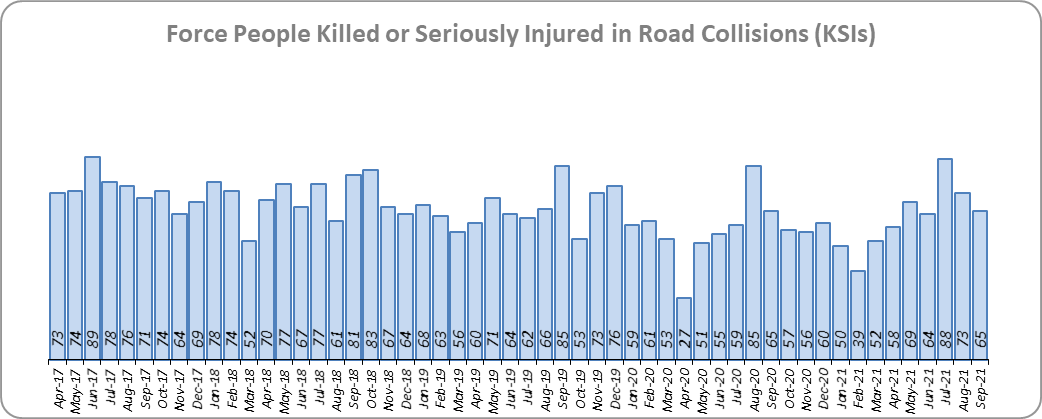 Force People Killed or Seriously Injured in Road Collisions (KSIs)
73 74 89 78 76 71 74 64 69 78 74 52 70 77 67 77 61 81 83 67 64 68 63 56 60 71 64 62 66 85 53 73 76 59 61 53 27 51 55 59 85 65 57 56 60 50 39 52 58 69 64 88 73 65
Apr-17 May-17 Jun-17 Jul-17 Aug-17 Sep-17 Oct-17 Nov-17 Dec-17 Jan-18 Feb-18 Mar-18 Apr-18 May-18 Jun-18 Jul-18 Aug-18 Sep-18 Oct-18 Nov-18 Dec-18 Jan-19 Feb-19 Mar-19 Apr-19 May-19 Jun-19 Jul-19 Aug-19 Sep-19 Oct-19 Nov-19 Dec-19 Jan-20 Feb-20 Mar-20 Apr-20 May-20 Jun-20 Jul-20 Aug-20 Sep-20 Oct-20 Nov-20 Dec-20 Jan-21 Feb-21 Mar-21 Apr-21 May-21 Jun-21 Jul-21 Aug-21 Sep-21